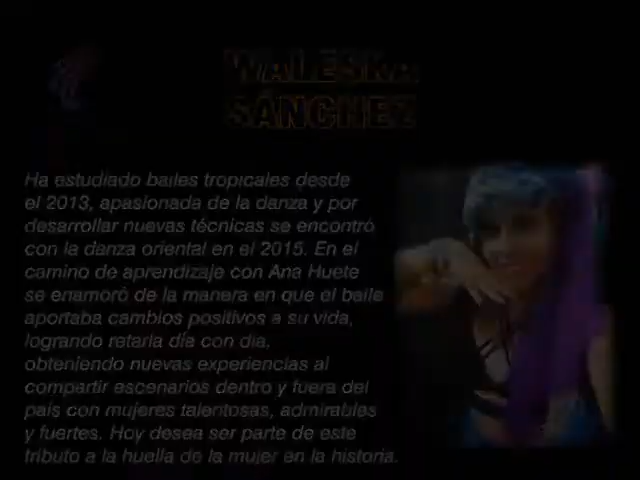 WALESKA
SÁNCHEZ
Ha estudiado bailes tropicales desde
el 2013, apasionada de la danza y por
desarrollar nuevas técnicas se encontró
con la danza oriental en el 2015. En el
camino de aprendizaje con Ana Huete
se enamoró de la manera en que el baile
aportaba cambios positivos a su vida,
logrando retarla día con día,
obteniendo nuevas experiencias al
compartir escenarios dentro y fuera del
país con mujeres talentosas, admirables
y fuertes. Hoy desea ser parte de este
tributo a la huella de la mujer en la historia.